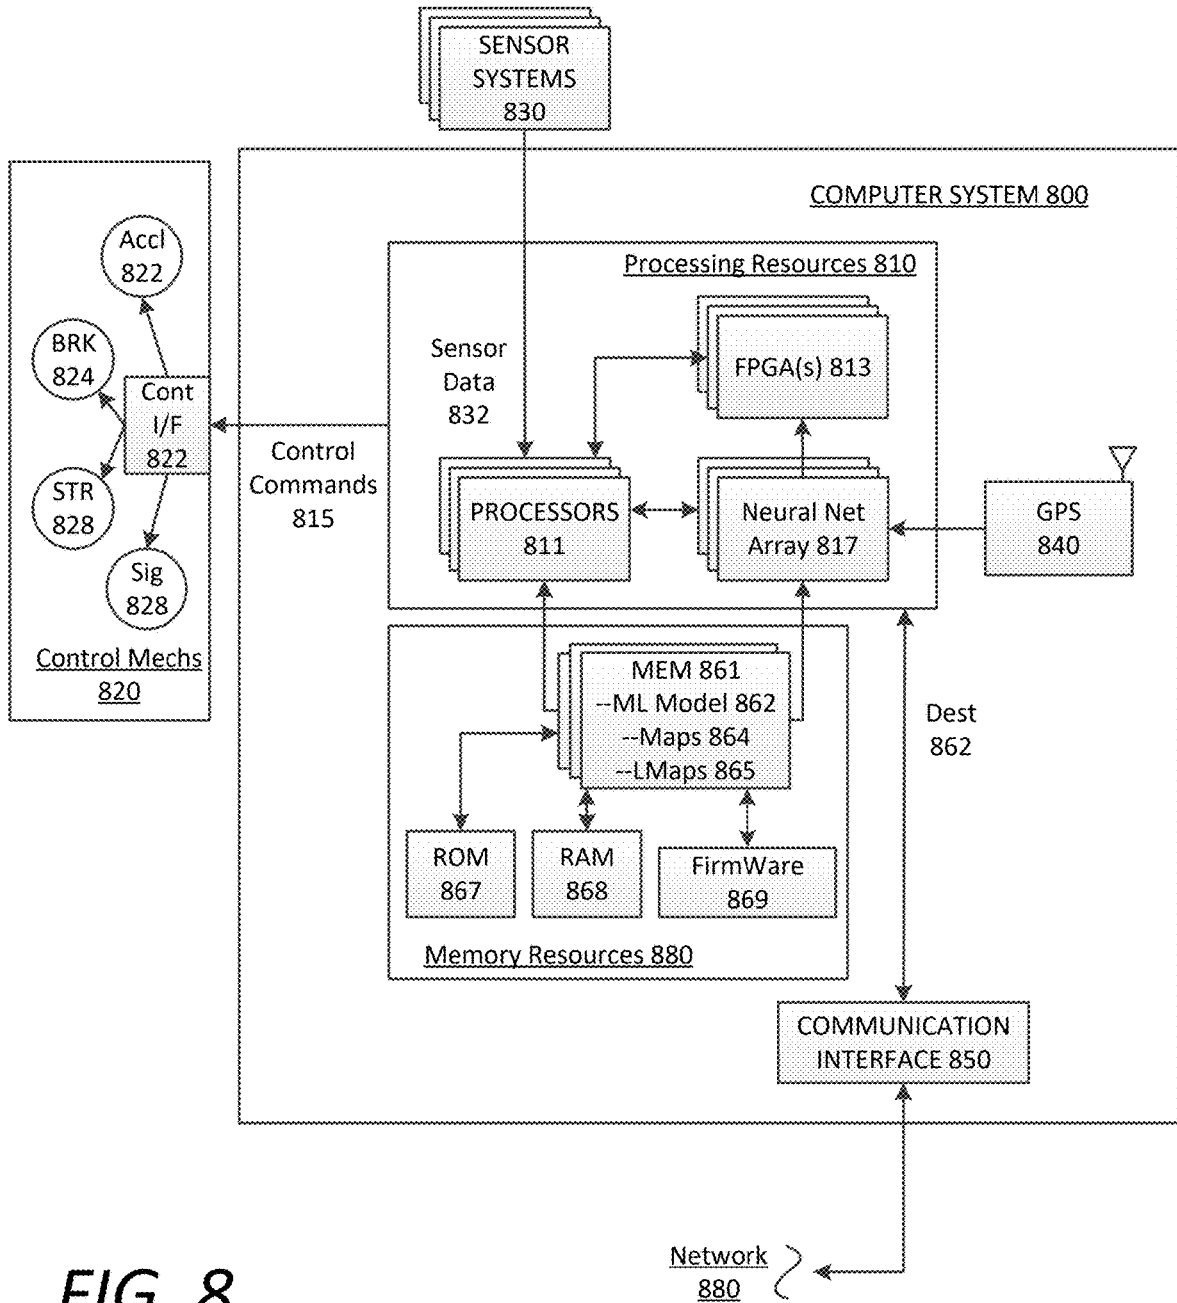 SENSOR
SYSTEMS
830
COMPUTER SYSTEM 800
Processing Resources 810
Accl
822
BRK
824
Cont
I/F
822
STR
828
Sig
828
Control Mechs
820
Control
Commands
815
Sensor
Data
832
FPGA(s) 813
PROCESSORS
811
Neural Net
Array 817
GPS
840
MEM 861
--ML Model 862
--Maps 864
--LMaps 865
Dest
862
ROM
867
RAM
868
FirmWare
869
Memory Resources 880
COMMUNICATION
INTERFACE 850
Network
880
FIG. 8